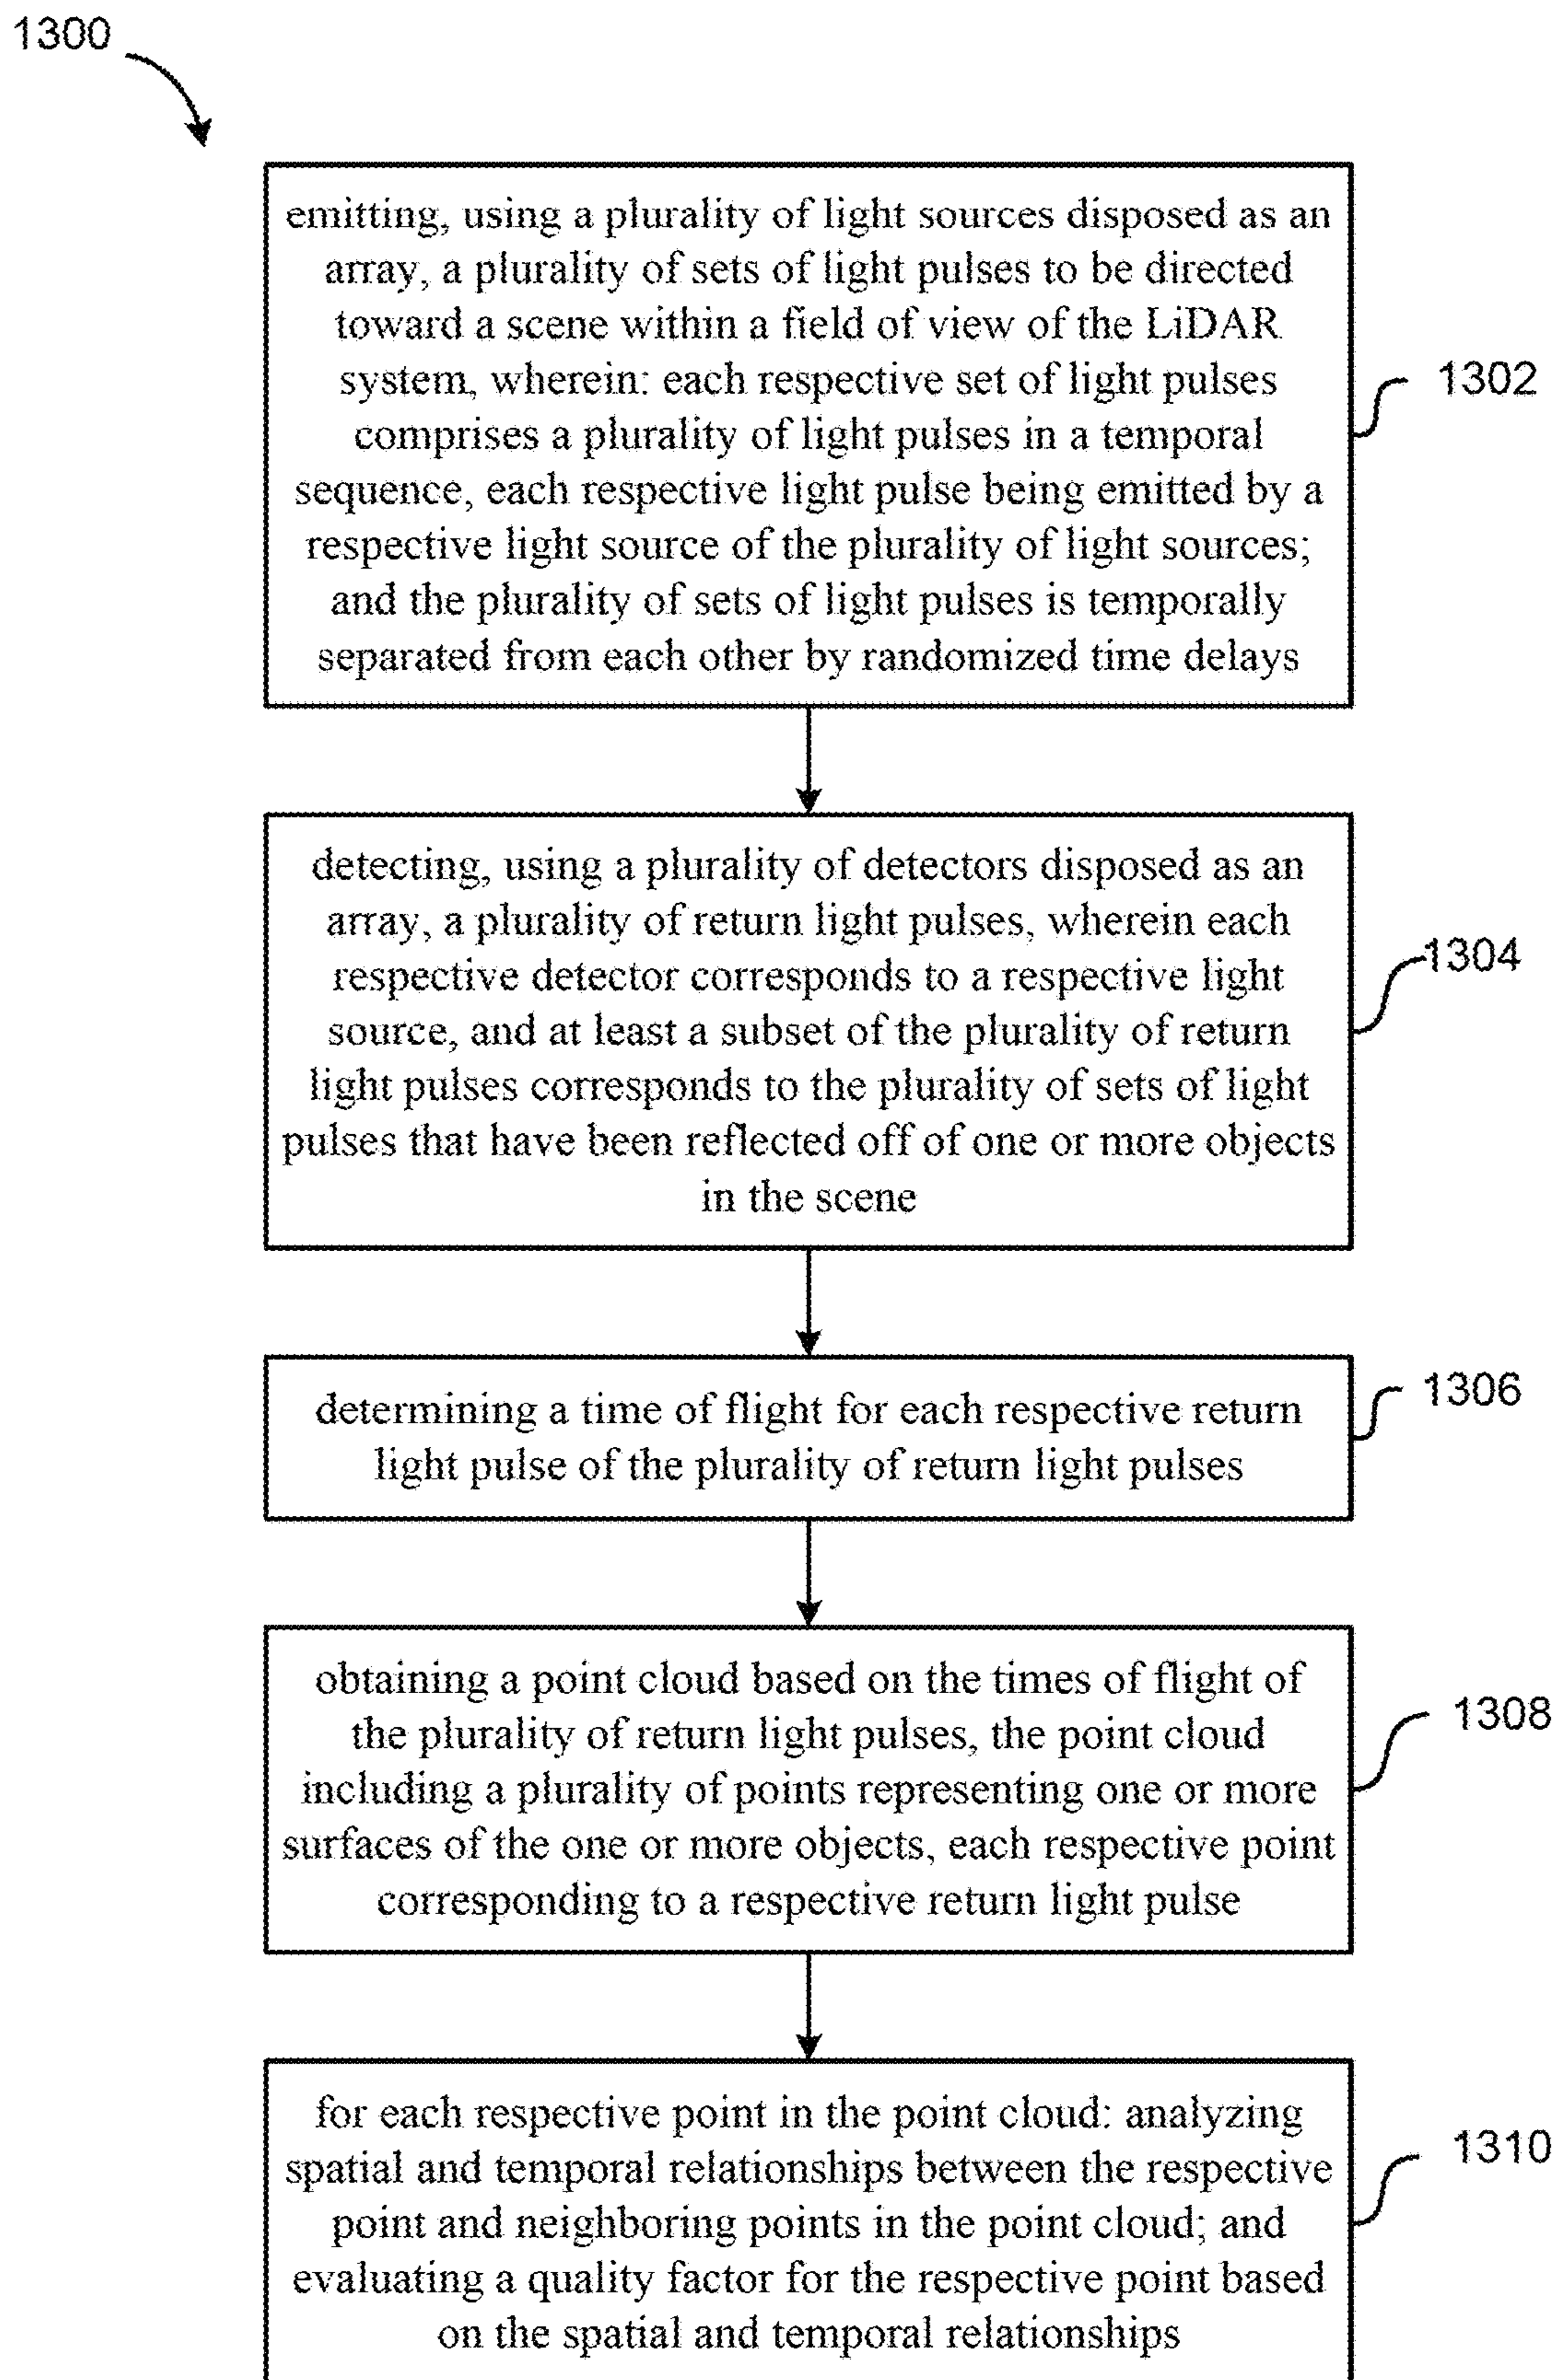 1300
emitting, using a plurality of light sources disposed as an
array, a plurality of sets of light pulses to be directed
toward a scene within a field of view of the LiDAR
system, wherein: each respective set of light pulses
comprises a plurality of light pulses in a temporal
sequence, each respective light pulse being emitted by a
respective light source of the plurality of light sources;
and the plurality of sets of light pulses is temporally
separated from each other by randomized time delays
1302
detecting, using a plurality of detectors disposed as an
array, a plurality of return light pulses, wherein each
respective detector corresponds to a respective light
source, and at least a subset of the plurality of return
light pulses corresponds to the plurality of sets of light
pulses that have been reflected off of one or more objects
in the scene
1304
determining a time of flight for each respective return
light pulse of the plurality of return light pulses
1306
obtaining a point cloud based on the times of flight of
the plurality of return light pulses, the point cloud
including a plurality of points representing one or more
surfaces of the one or more objects, each respective point
corresponding to a respective return light pulse
1308
for each respective point in the point cloud: analyzing
spatial and temporal relationships between the respective
point and neighboring points in the point cloud; and
evaluating a quality factor for the respective point based
on the spatial and temporal relationships
1310